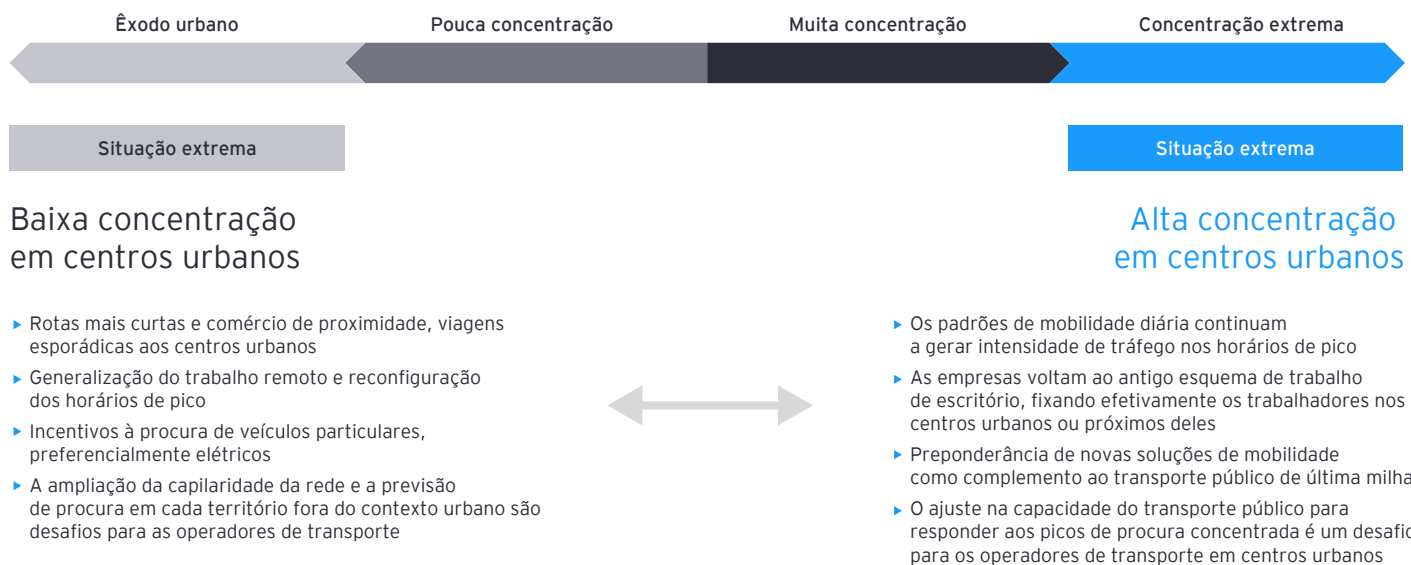 Êxodo urbano
Pouca concentração
Muita concentração
Concentração extrema
Situação extrema
Situação extrema
Baixa concentração
em centros urbanos
Alta concentração
em centros urbanos
Rotas mais curtas e comércio de proximidade, viagens
esporádicas aos centros urbanos
Generalização do trabalho remoto e reconfiguração
dos horários de pico
Incentivos à procura de veículos particulares,
preferencialmente elétricos
A ampliação da capilaridade da rede e a previsão
de procura em cada território fora do contexto urbano são
desafios para as operadores de transporte
Os padrões de mobilidade diária continuam
a gerar intensidade de tráfego nos horários de pico
As empresas voltam ao antigo esquema de trabalho
de escritório, fixando efetivamente os trabalhadores nos
centros urbanos ou próximos deles
Preponderância de novas soluções de mobilidade
como complemento ao transporte público de última milha
O ajuste na capacidade do transporte público para
responder aos picos de procura concentrada é um desafio
para os operadores de transporte em centros urbanos